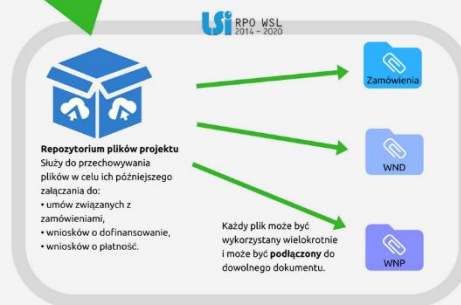 LSI RPO WSL
2014 - 2020
Repozytorium plików projektu
Służy do przechowywania
plików w celu ich późniejszego
załączania do:
• umów związanych z
zamówieniami,
• wniosków o dofinansowanie,
• wniosków o płatność.
Każdy plik może być
wykorzystany wielokrotnie
i może być podłączony do
dowolnego dokumentu.
Zamówienia
WND
WNP